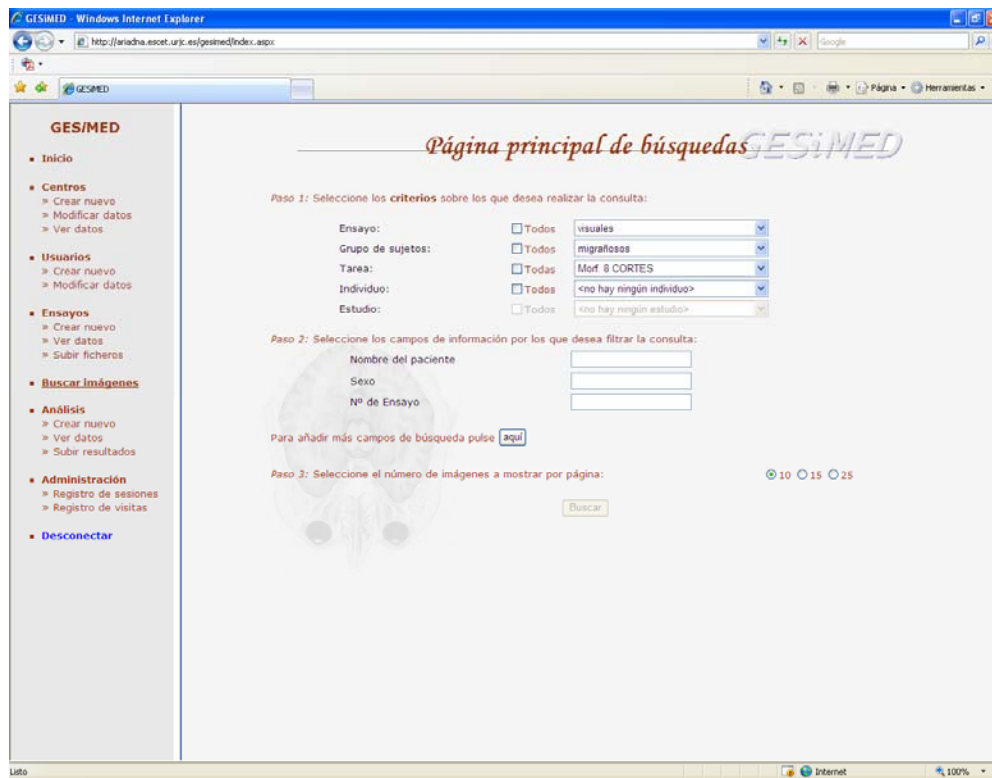 GESiMED - Windows Internet Explorer
http://ariadna.escet.urjc.es/gesimed/index.aspx
Google
GESiMED
Página
Herramientas
GESiMED
Inicio
Centros
» Crear nuevo
» Modificar datos
» Ver datos
Usuarios
» Crear nuevo
» Modificar datos
Ensayos
» Crear nuevo
» Ver datos
» Subir ficheros
Buscar imágenes
Análisis
» Crear nuevo
» Ver datos
» Subir resultados
Administración
» Registro de sesiones
» Registro de visitas
Desconectar
Página principal de búsquedas GESiMED
Paso 1: Seleccione los criterios sobre los que desea realizar la consulta:
Ensayo: Todos visuales
Grupo de sujetos: Todos migrañosos
Tarea: Todas Morf. 8 CORTES
Individuo: Todos <no hay ningún individuo>
Estudio: Todos <no hay ningún estudio>
Paso 2: Seleccione los campos de información por los que desea filtrar la consulta:
Nombre del paciente
Sexo
Nº de Ensayo
Para añadir más campos de búsqueda pulse aquí
Paso 3: Seleccione el número de imágenes a mostrar por página: 10 15 25
Buscar
Listo Internet 100%